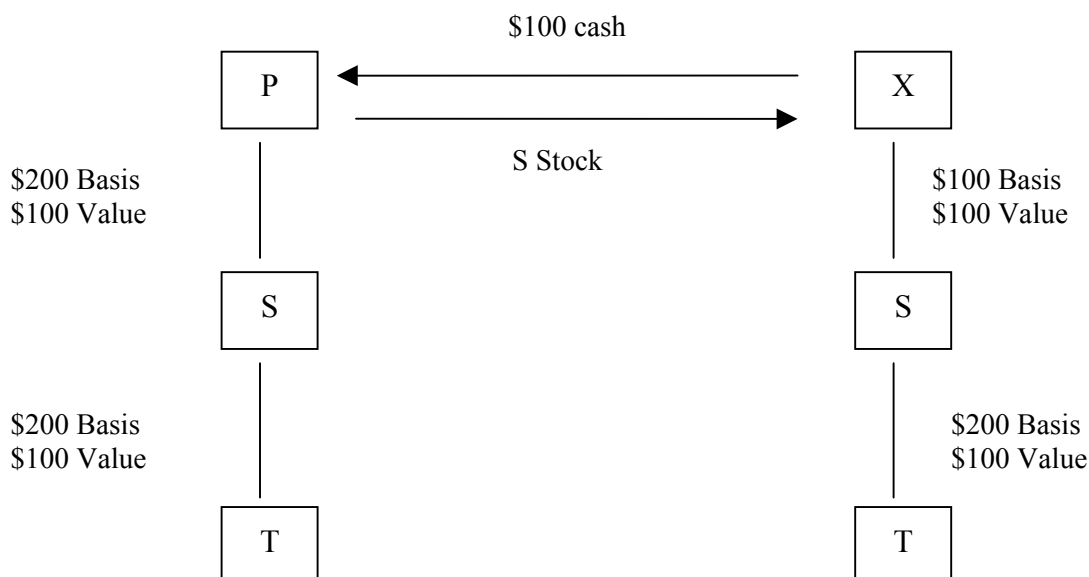 $100 cash
P
X
S Stock
$200 Basis
$100 Value
$100 Basis
$100 Value
S
S
$200 Basis
$100 Value
$200 Basis
$100 Value
T
T